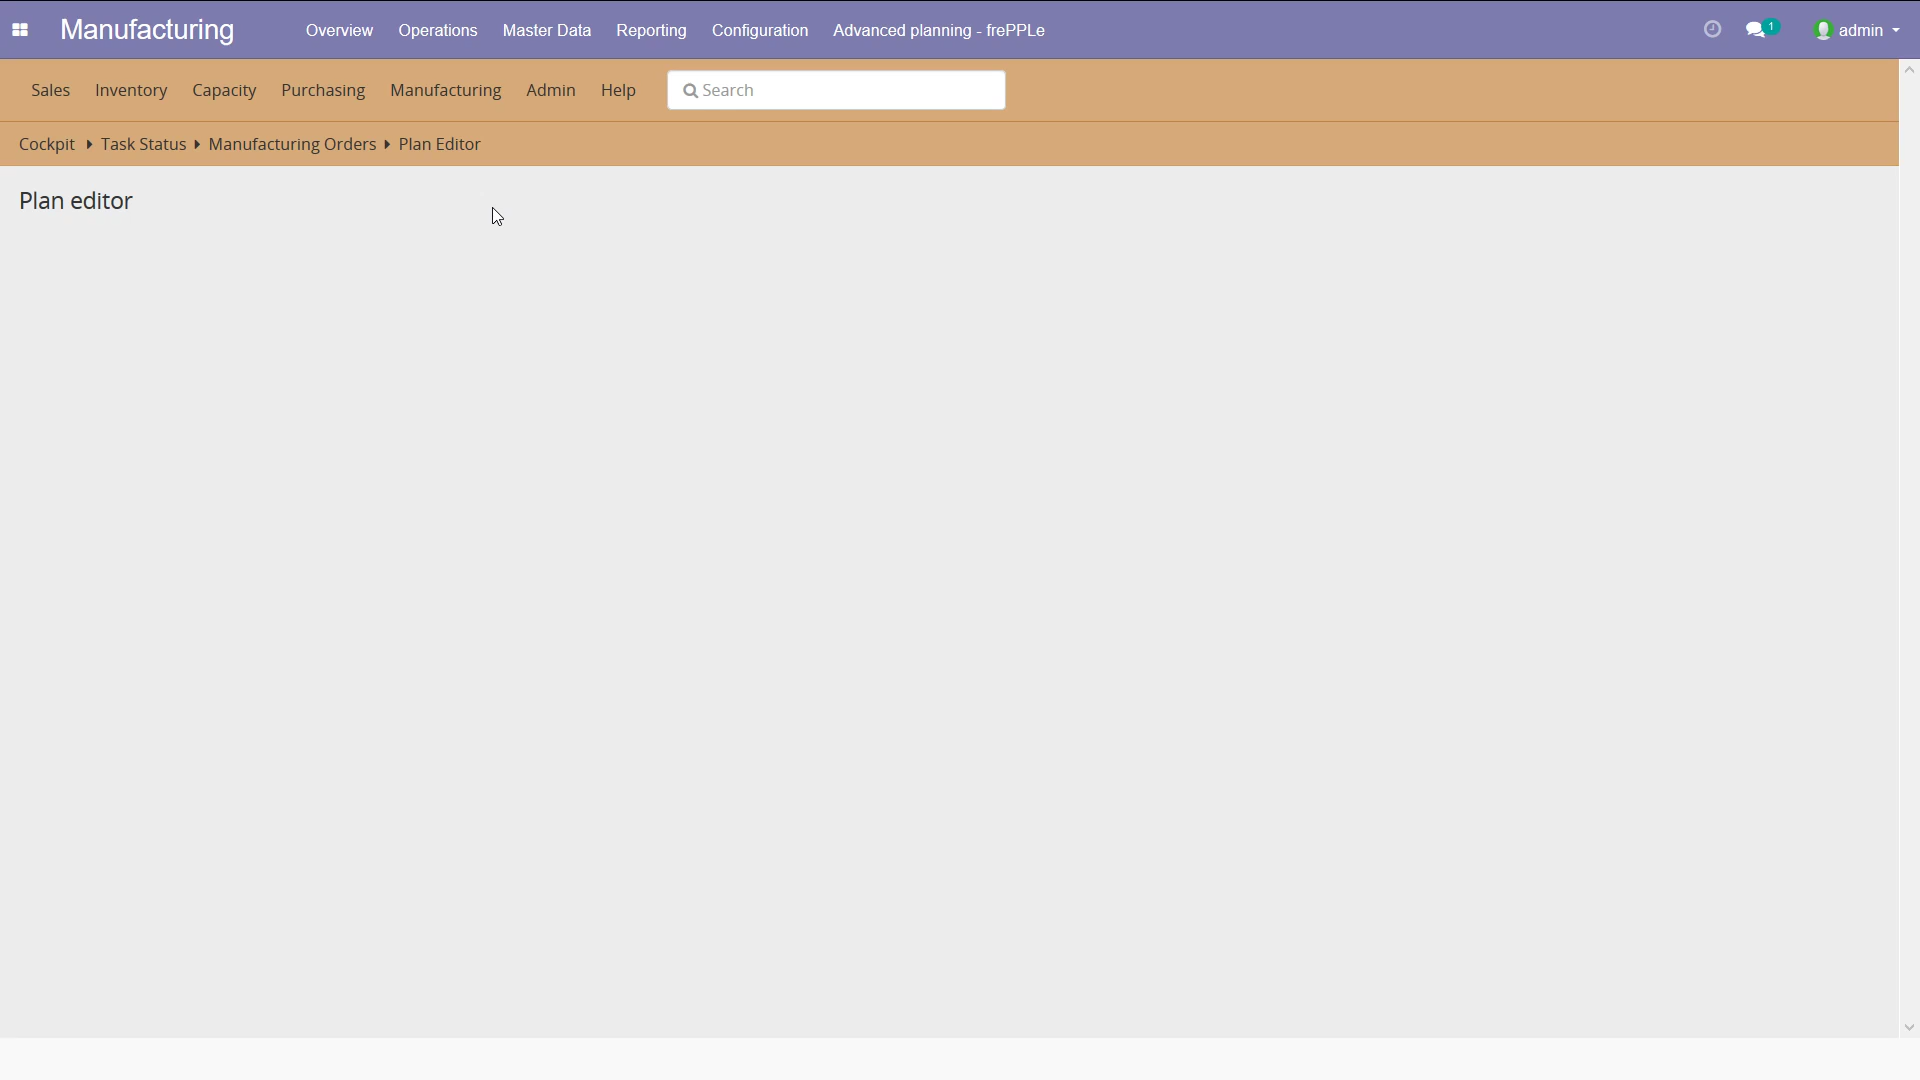 Manufacturing Overview Operations Master Data Reporting Configuration Advanced planning - frePPLe 1 admin
Sales Inventory Capacity Purchasing Manufacturing Admin Help Search
Cockpit Task Status Manufacturing Orders Plan Editor
Plan editor